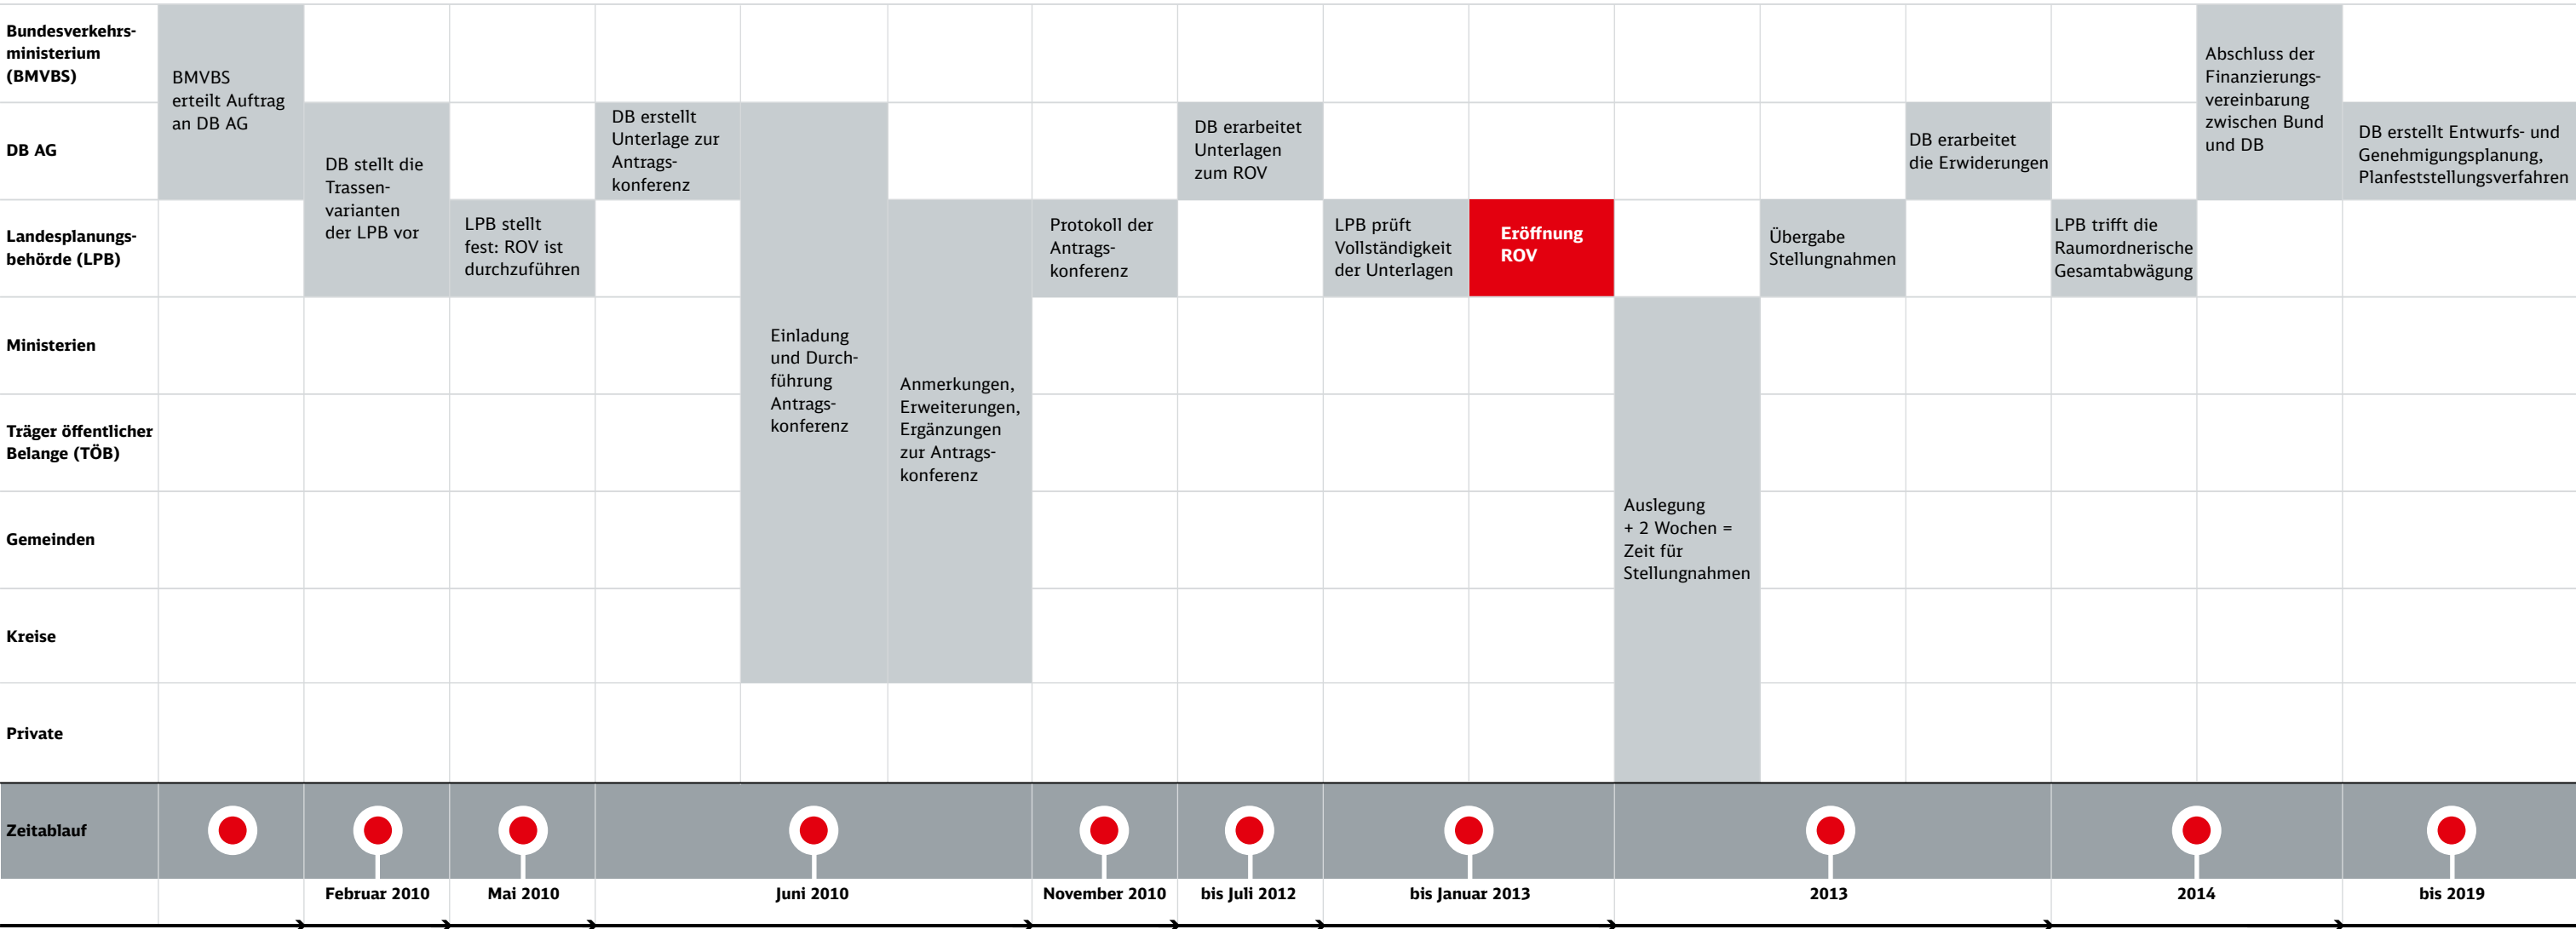 Bundesverkehrs-
ministerium
(BMVBS)
DB AG
Landesplanungs-
behörde (LPB)
Ministerien
Träger öffentlicher
Belange (TÖB)
Gemeinden
Kreise
Private
BMVBS
erteilt Auftrag
an DB AG
DB stellt die
Trassen-
varianten
der LPB vor
LPB stellt
fest: ROV ist
durchzuführen
DB erstellt
Unterlage zur
Antrags-
konferenz
Einladung
und Durch-
führung
Antrags-
konferenz
Anmerkungen,
Erweiterungen,
Ergänzungen
zur Antrags-
konferenz
Protokoll der
Antrags-
konferenz
DB erarbeitet
Unterlagen
zum ROV
LPB prüft
Vollständigkeit
der Unterlagen
Eröffnung
ROV
Auslegung
+ 2 Wochen =
Zeit für
Stellungnahmen
Übergabe
Stellungnahmen
DB erarbeitet
die Erwiderungen
LPB trifft die
Raumordnerische
Gesamtabwägung
Abschluss der
Finanzierungs-
vereinbarung
zwischen Bund
und DB
DB erstellt Entwurfs- und
Genehmigungsplanung,
Planfeststellungsverfahren
Zeitablauf
Februar 2010
Mai 2010
Juni 2010
November 2010
bis Juli 2012
bis Januar 2013
2013
2014
bis 2019